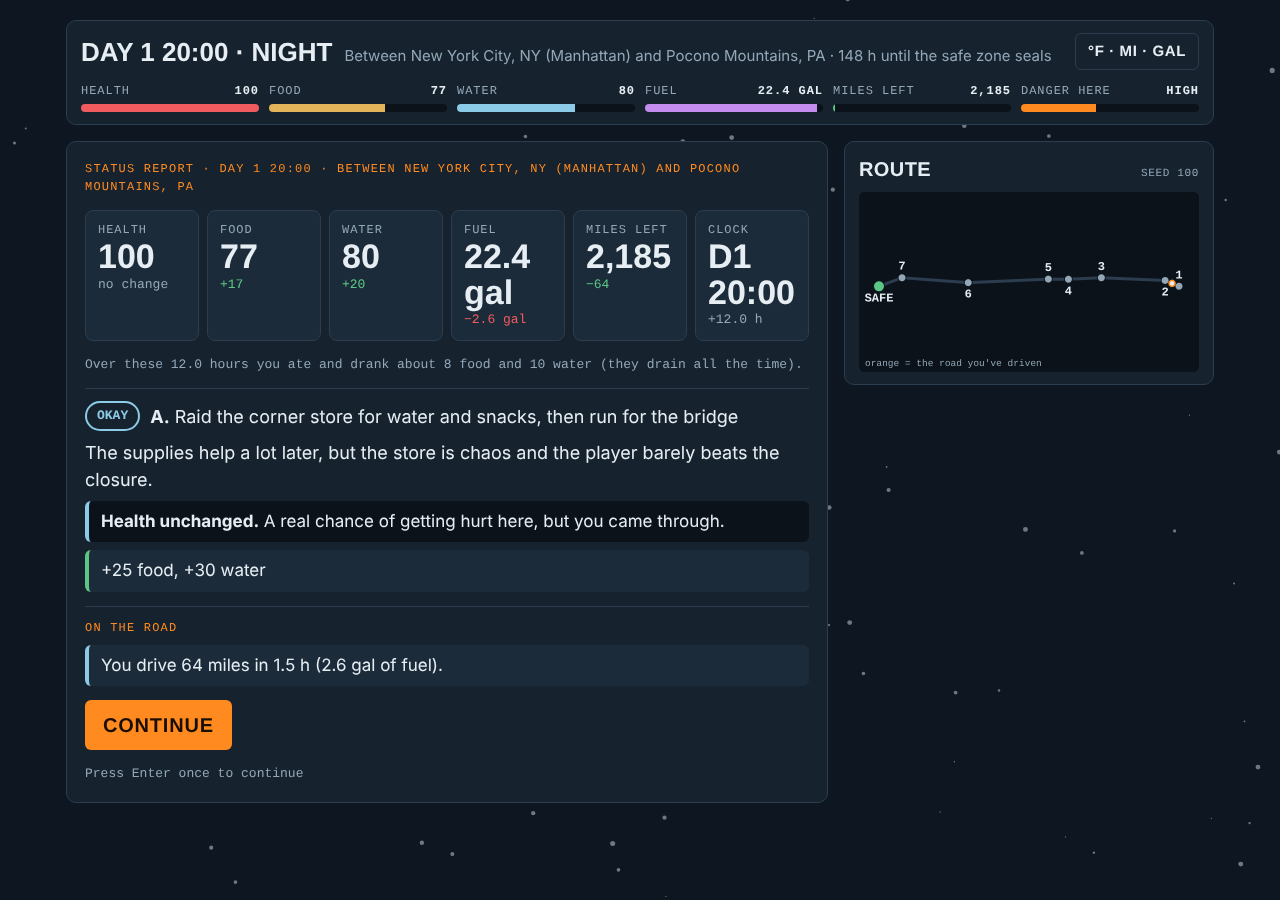 DAY 1 20:00 · NIGHT
Between New York City, NY (Manhattan) and Pocono Mountains, PA · 148 h until the safe zone seals
°F · MI · GAL
HEALTH 100
FOOD 77
WATER 80
FUEL 22.4 GAL
MILES LEFT 2,185
DANGER HERE HIGH
STATUS REPORT · DAY 1 20:00 · BETWEEN NEW YORK CITY, NY (MANHATTAN) AND POCONO
MOUNTAINS, PA
HEALTH
100
no change
FOOD
77
+17
WATER
80
+20
FUEL
22.4
gal
−2.6 gal
MILES LEFT
2,185
−64
CLOCK
D1
20:00
+12.0 h
Over these 12.0 hours you ate and drank about 8 food and 10 water (they drain all the time).
OKAY A. Raid the corner store for water and snacks, then run for the bridge
The supplies help a lot later, but the store is chaos and the player barely beats the
closure.
Health unchanged. A real chance of getting hurt here, but you came through.
+25 food, +30 water
ON THE ROAD
You drive 64 miles in 1.5 h (2.6 gal of fuel).
CONTINUE
Press Enter once to continue
ROUTE
SEED 100
SAFE
7
6
5
4
3
2
1
orange = the road you've driven